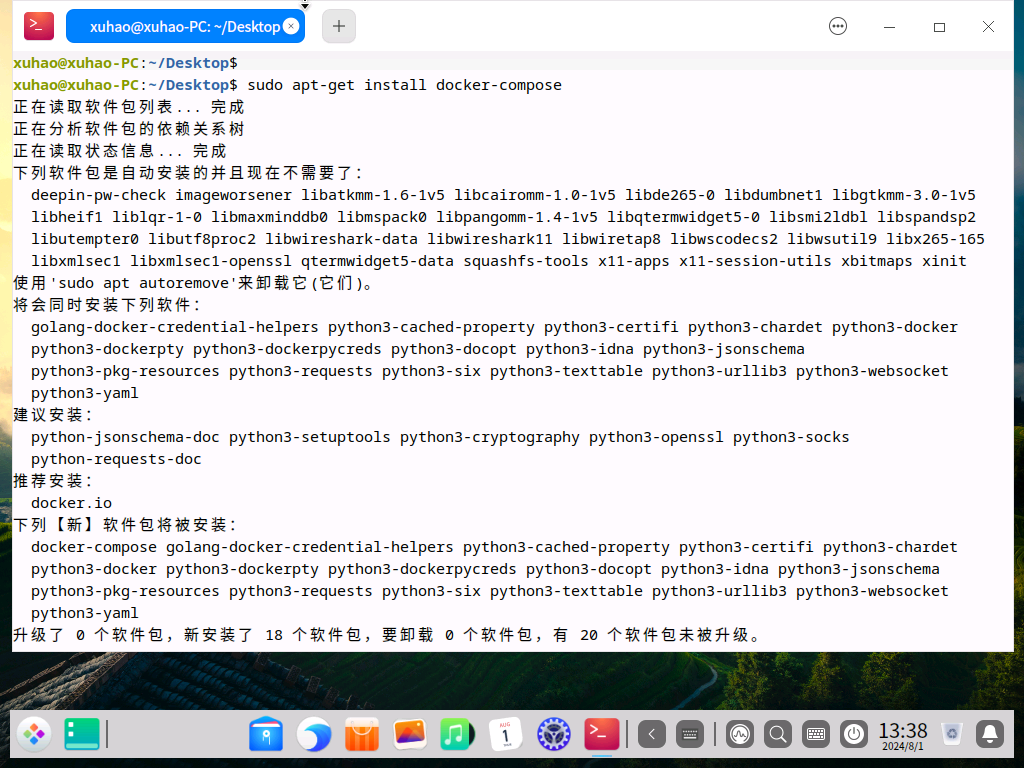 xuhao@xuhao-PC: ~/Desktop
xuhao@xuhao-PC:~/Desktop$
xuhao@xuhao-PC:~/Desktop$ sudo apt-get install docker-compose
正在读取软件包列表... 完成
正在分析软件包的依赖关系树
正在读取状态信息... 完成
下列软件包是自动安装的并且现在不需要了：
deepin-pw-check imageworsener libatkmm-1.6-1v5 libcairomm-1.0-1v5 libde265-0 libdumbnet1 libgtkmm-3.0-1v5
libheif1 liblqr-1-0 libmaxminddb0 libmspack0 libpangomm-1.4-1v5 libqtermwidget5-0 libsmi2ldbl libspandsp2
libutempter0 libutf8proc2 libwireshark-data libwireshark11 libwiretap8 libwscodecs2 libwsutil9 libx265-165
libxmlsec1 libxmlsec1-openssl qtermwidget5-data squashfs-tools x11-apps x11-session-utils xbitmaps xinit
使用'sudo apt autoremove'来卸载它(它们)。
将会同时安装下列软件：
golang-docker-credential-helpers python3-cached-property python3-certifi python3-chardet python3-docker
python3-dockerpty python3-dockerpycreds python3-docopt python3-idna python3-jsonschema
python3-pkg-resources python3-requests python3-six python3-texttable python3-urllib3 python3-websocket
python3-yaml
建议安装：
python-jsonschema-doc python3-setuptools python3-cryptography python3-openssl python3-socks
python-requests-doc
推荐安装：
docker.io
下列【新】软件包将被安装：
docker-compose golang-docker-credential-helpers python3-cached-property python3-certifi python3-chardet
python3-docker python3-dockerpty python3-dockerpycreds python3-docopt python3-idna python3-jsonschema
python3-pkg-resources python3-requests python3-six python3-texttable python3-urllib3 python3-websocket
python3-yaml
升级了 0 个软件包，新安装了 18 个软件包，要卸载 0 个软件包，有 20 个软件包未被升级。
AUG
1
13:38
2024/8/1